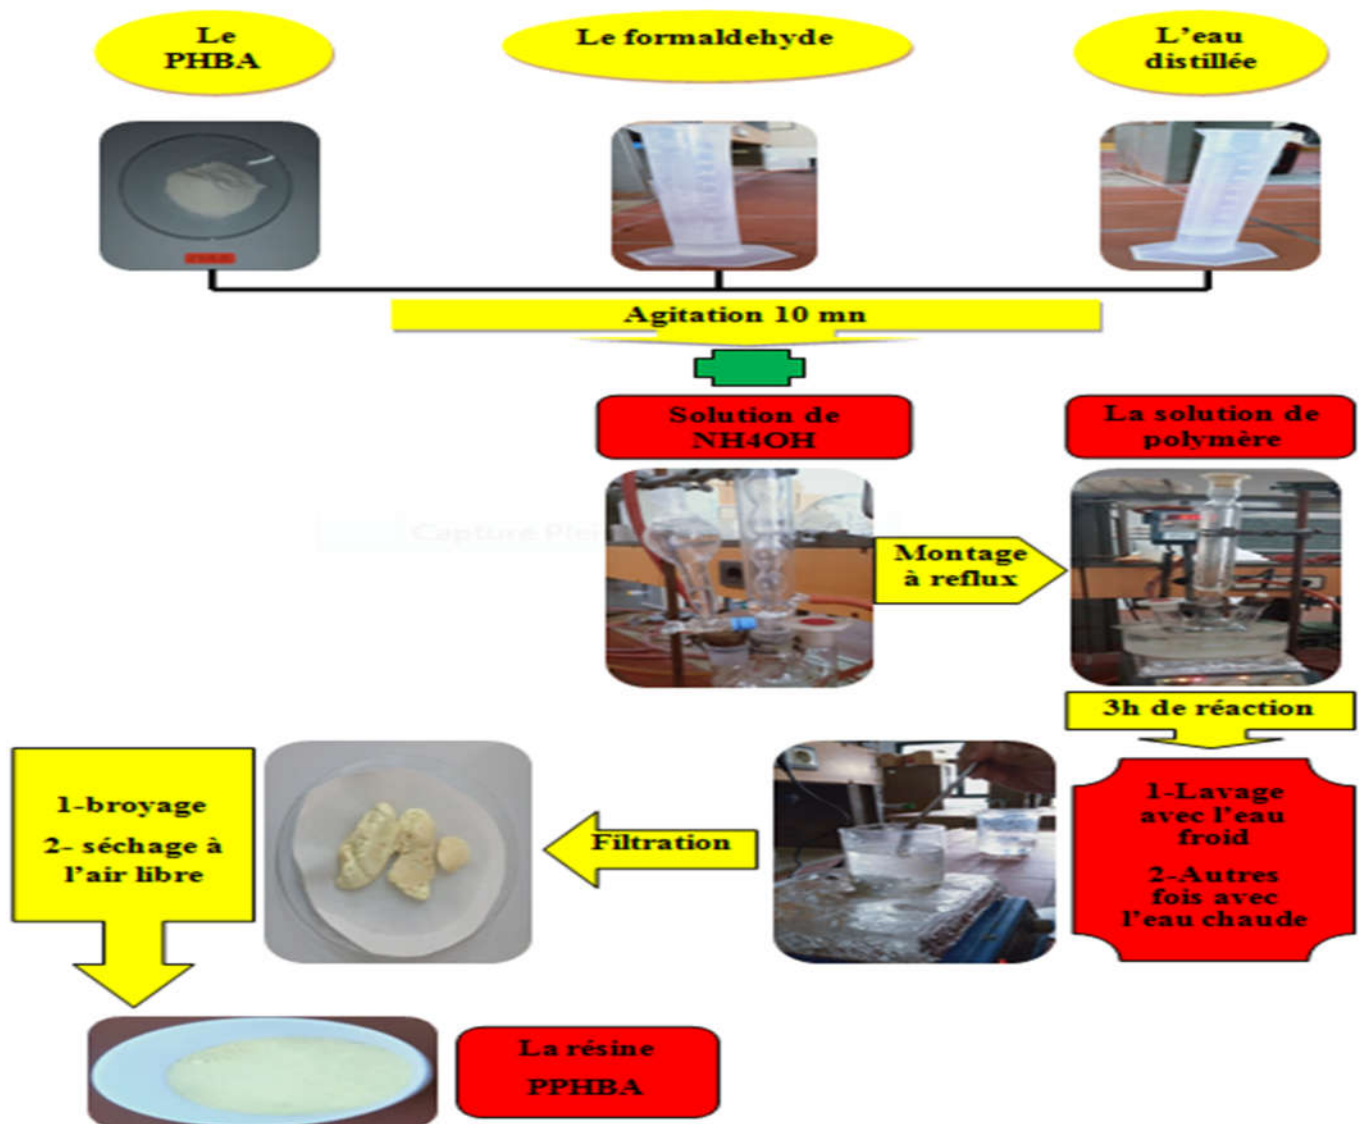 Le
PHBA
Le formaldehyde
L'eau
distillée
Agitation 10 mn
Solution de
NH4OH
La solution de
polymère
Capture Plei
Montage
à reflux
3h de réaction
1-Lavage
avec l'eau
froid
2-Autres
fois avec
l'eau chaude
Filtration
1-broyage
2- séchage à
l'air libre
La résine
PPHBA